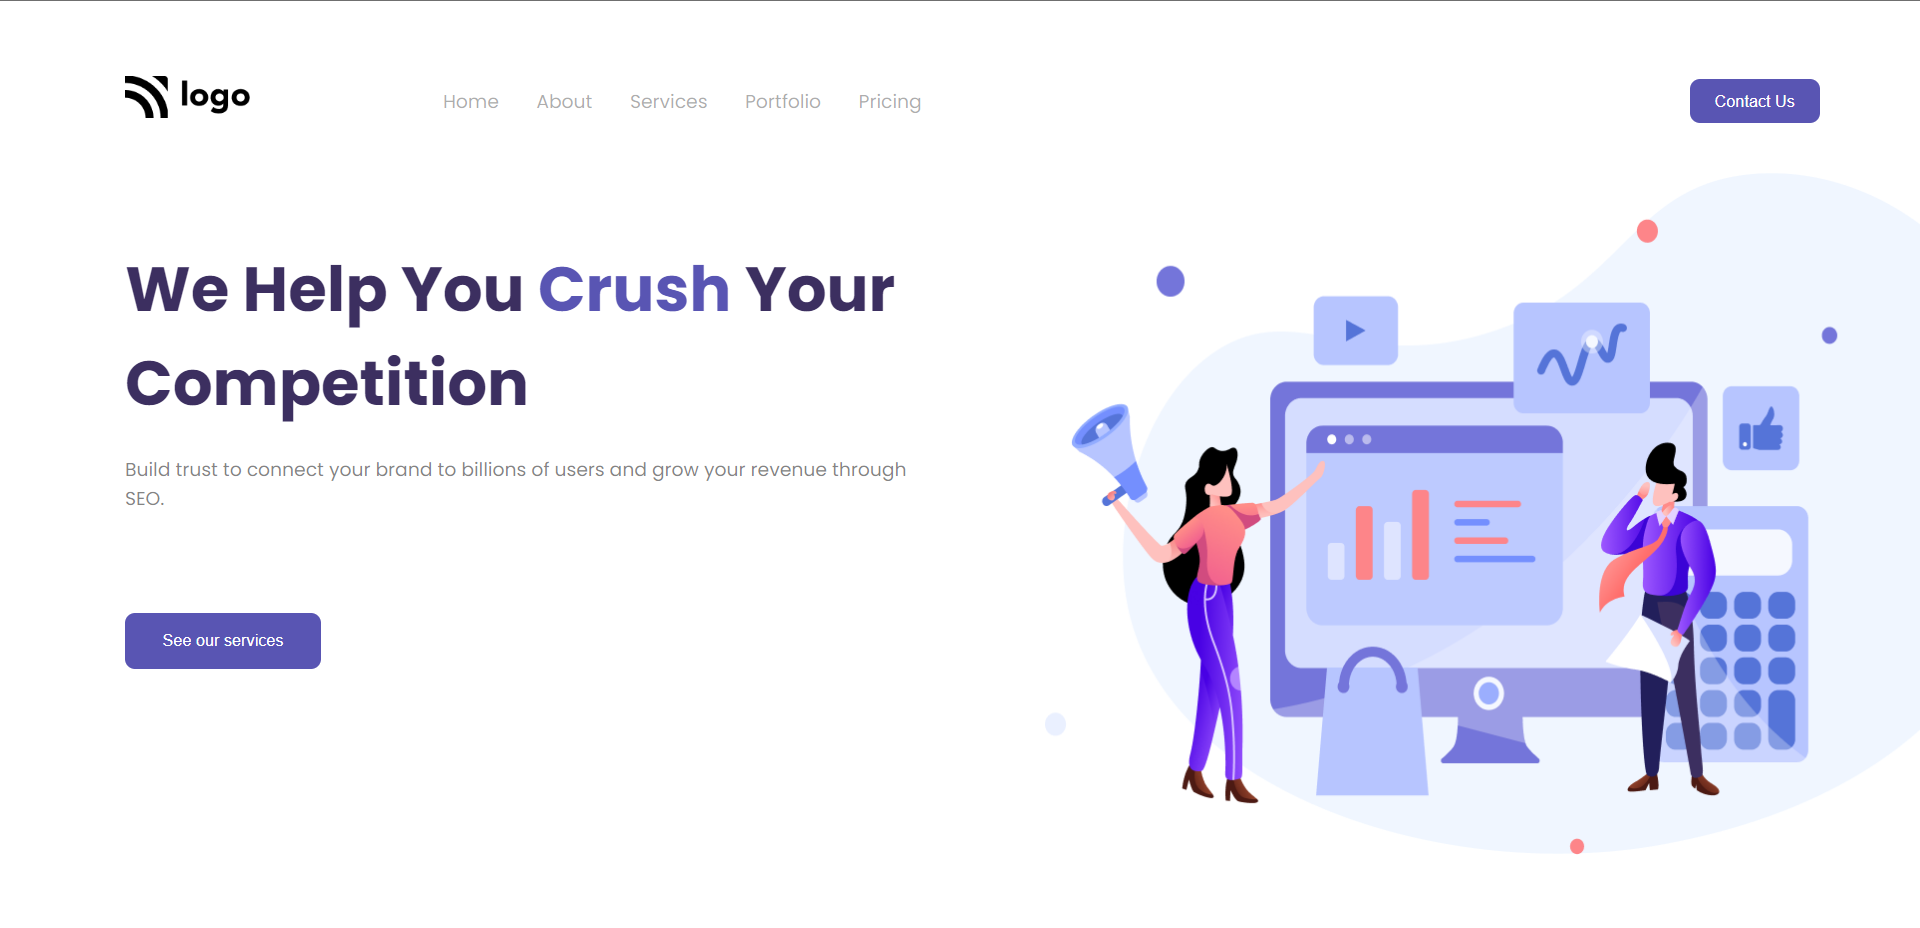 logo
Home About Services Portfolio Pricing
Contact Us
We Help You Crush Your
Competition
Build trust to connect your brand to billions of users and grow your revenue through
SEO.
See our services